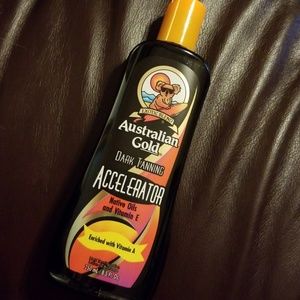 Australian
Gold
DARK TANNING
ACCELERATOR
Native Oils
and Vitamin E
Enriched with Vitamin A